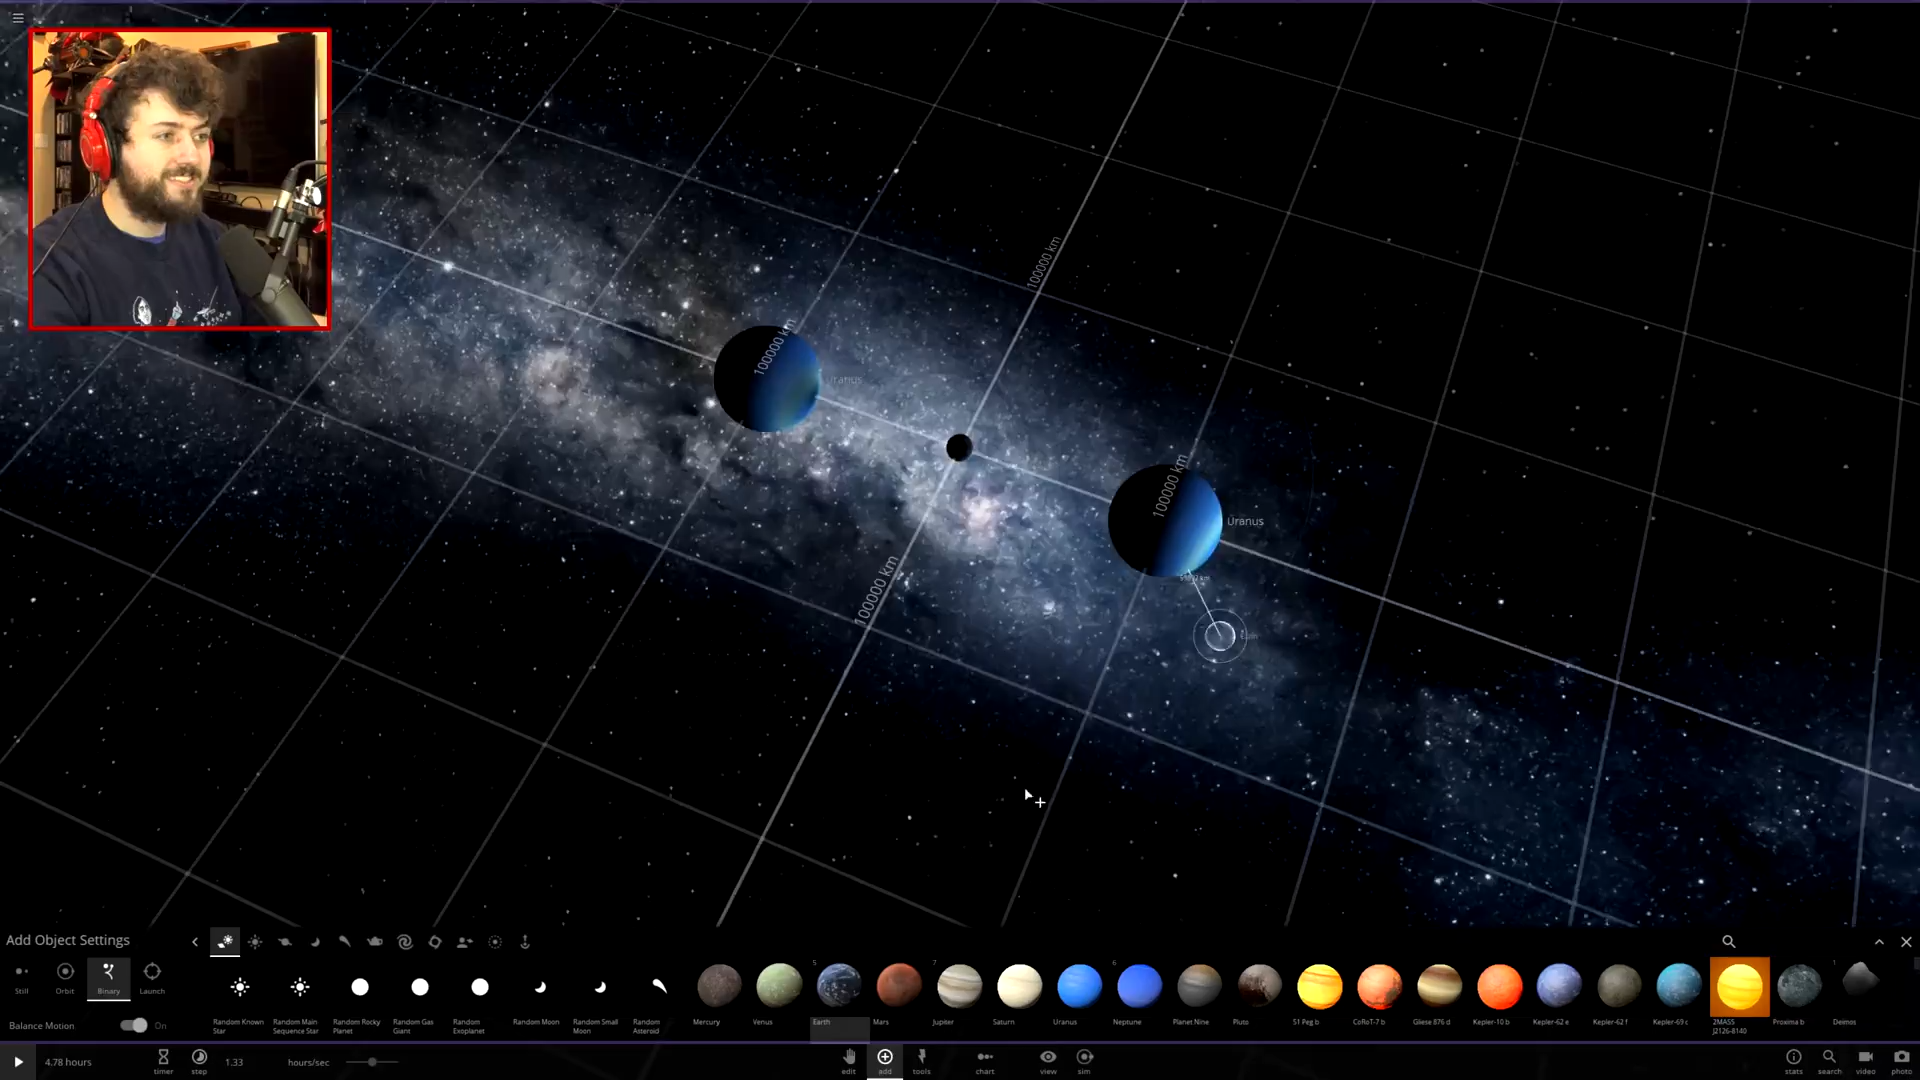 100000 km
100000 km
Uranus
100000 km
Uranus
100000 km
Add Object Settings
Still
Orbit
Binary
Launch
Balance Motion
On
5
7
6
1
Random Known Star
Random Main Sequence Star
Random Rocky Planet
Random Gas Giant
Random Exoplanet
Random Moon
Random Small Moon
Random Asteroid
Mercury
Venus
Earth
Mars
Jupiter
Saturn
Uranus
Neptune
Planet Nine
Pluto
51 Peg b
CoRoT-7 b
Gliese 876 d
Kepler-10 b
Kepler-62 e
Kepler-62 f
Kepler-69 c
2MASS J2126-8140
Proxima b
Deimos
4.78 hours
timer
step
1.33
hours/sec
edit
add
tools
chart
view
sim
stats
search
video
photo